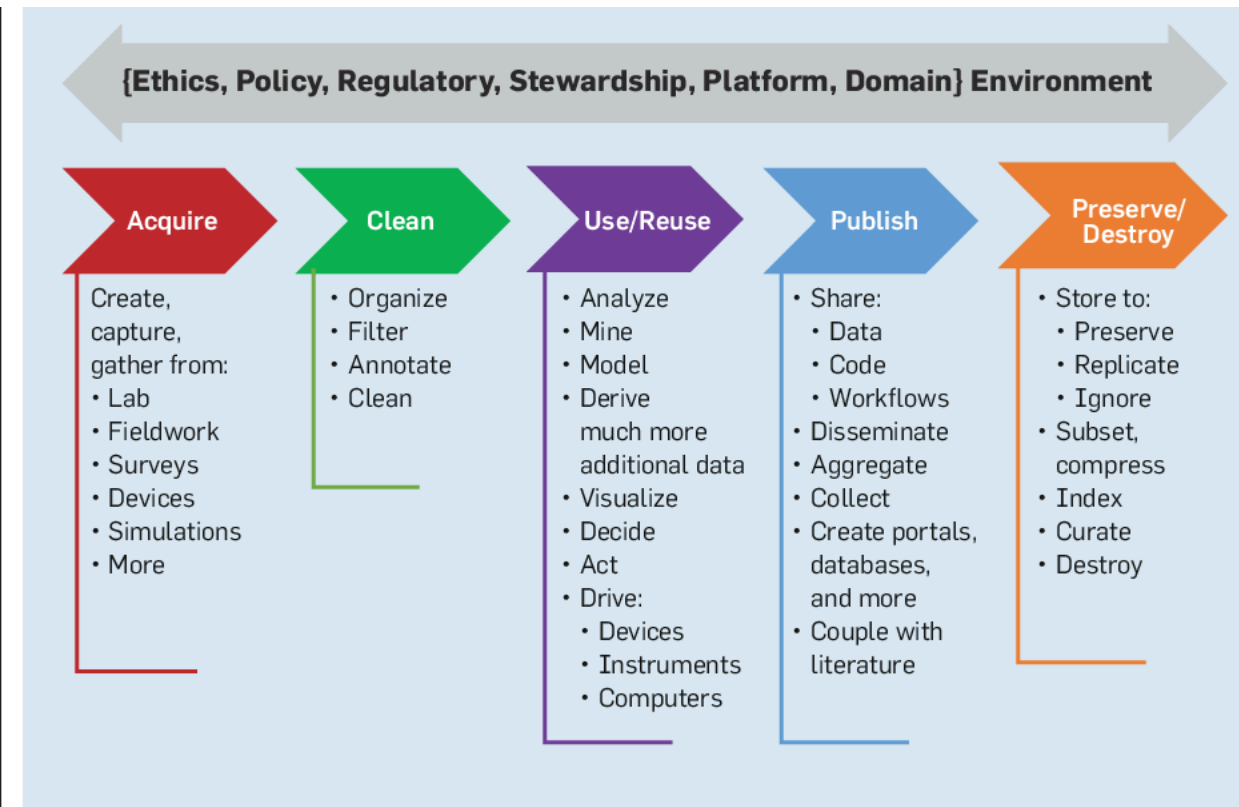 {Ethics, Policy, Regulatory, Stewardship, Platform, Domain} Environment
Acquire
Create,
capture,
gather from:
• Lab
• Fieldwork
• Surveys
• Devices
• Simulations
• More
Clean
• Organize
• Filter
• Annotate
• Clean
Use/Reuse
• Analyze
• Mine
• Model
• Derive
much more
additional data
• Visualize
• Decide
• Act
• Drive:
• Devices
• Instruments
• Computers
Publish
• Share:
• Data
• Code
• Workflows
• Disseminate
• Aggregate
• Collect
• Create portals,
databases,
and more
• Couple with
literature
Preserve/
Destroy
• Store to:
• Preserve
• Replicate
• Ignore
• Subset,
compress
• Index
• Curate
• Destroy